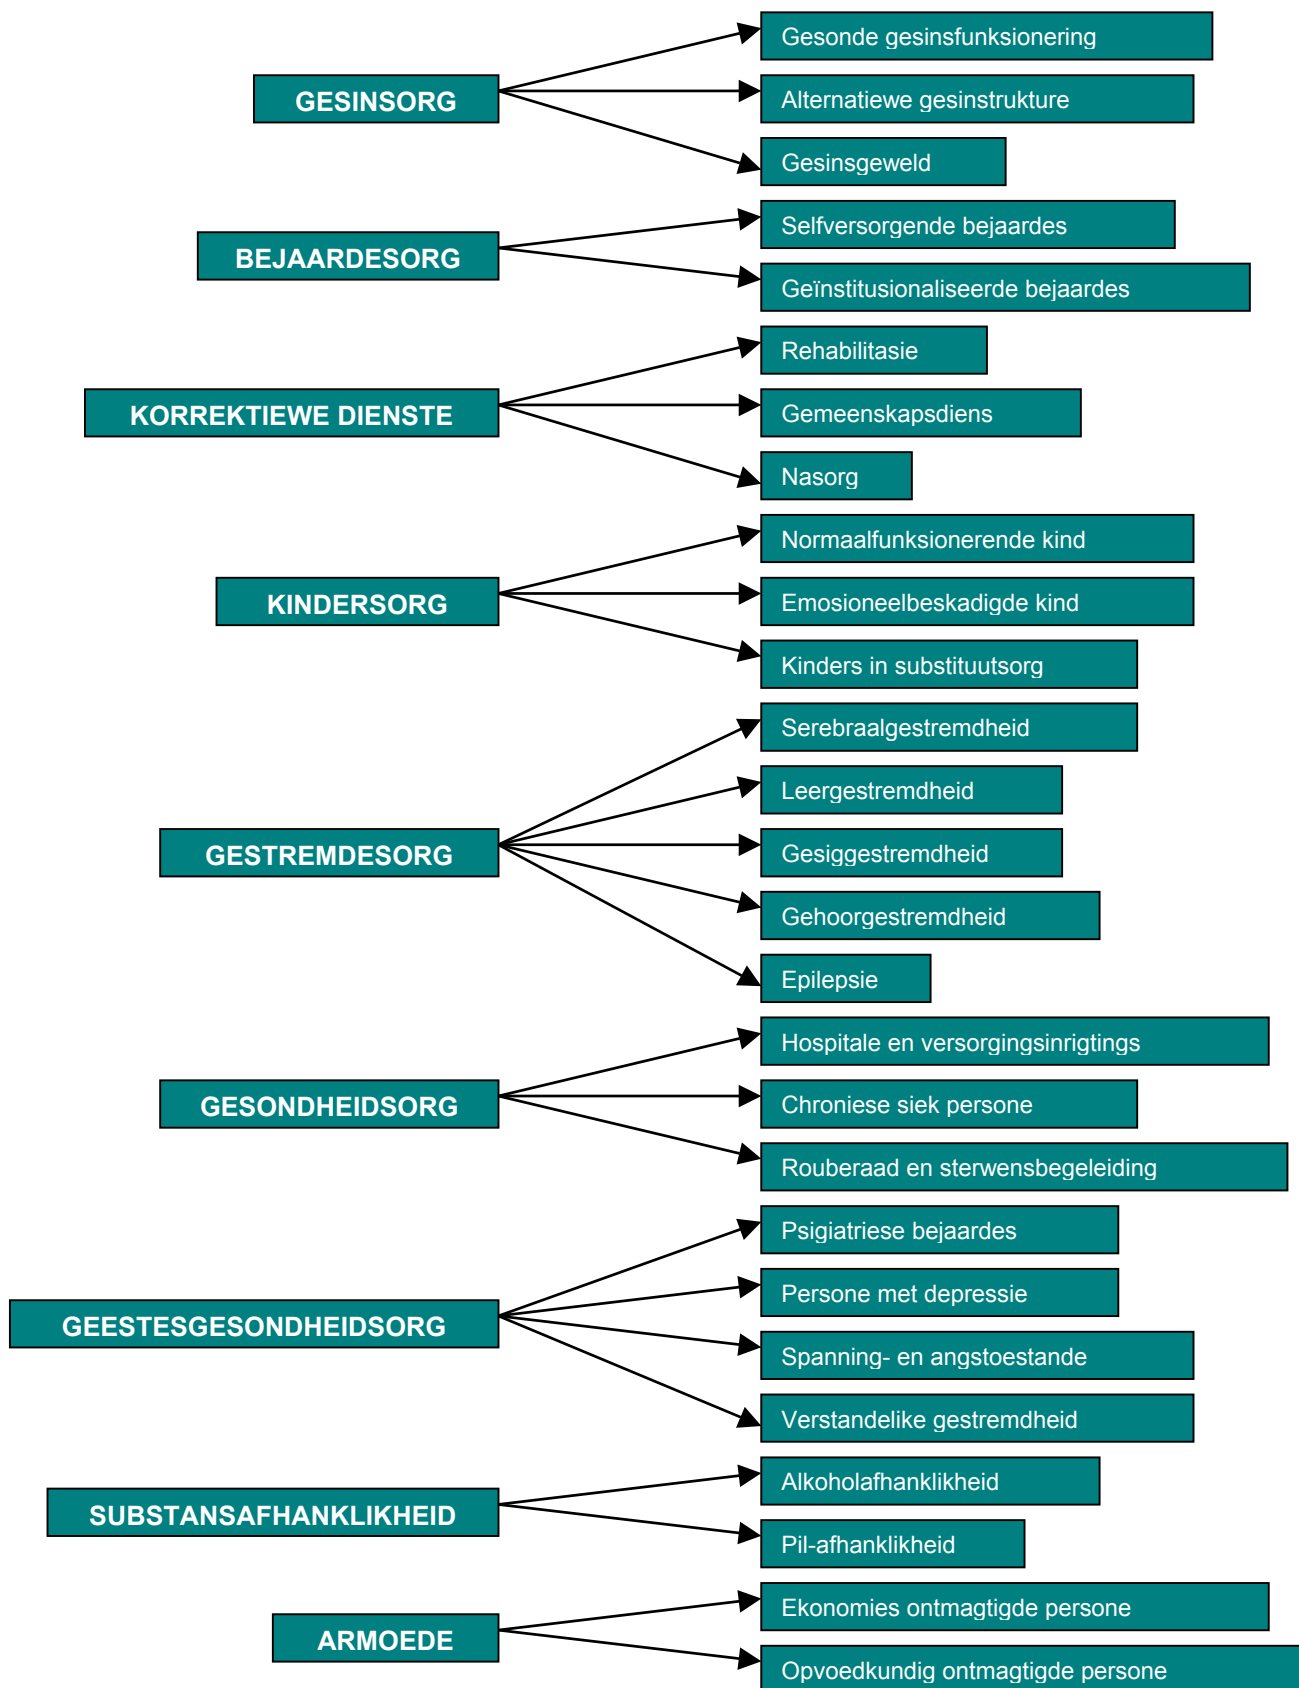 Gesonde gesinsfunksionering
GESINSORG
Alternatiewe gesinstrukture
Gesinsgeweld
Selfversorgende bejaardes
BEJAARDESORG
Geïnstitusionaliseerde bejaardes
Rehabilitasie
KORREKTIEWE DIENSTE
Gemeenskapsdiens
Nasorg
Normaalfunksionerende kind
KINDERSORG
Emosioneelbeskadigde kind
Kinders in substituutsorg
Serebraalgestremdheid
Leergestremdheid
GESTREMDESORG
Gesiggestremdheid
Gehoorgestremdheid
Epilepsie
Hospitale en versorgingsinrigtings
GESONDHEIDSORG
Chroniese siek persone
Rouberaad en sterwensbegeleiding
Psigiatriese bejaardes
Persone met depressie
GEESTESGESONDHEIDSORG
Spanning- en angstoestande
Verstandelike gestremdheid
Alkoholafhanklikheid
SUBSTANSAFHANKLIKHEID
Pil-afhanklikheid
Ekonomies ontmagtigde persone
ARMOEDE
Opvoedkundig ontmagtigde persone